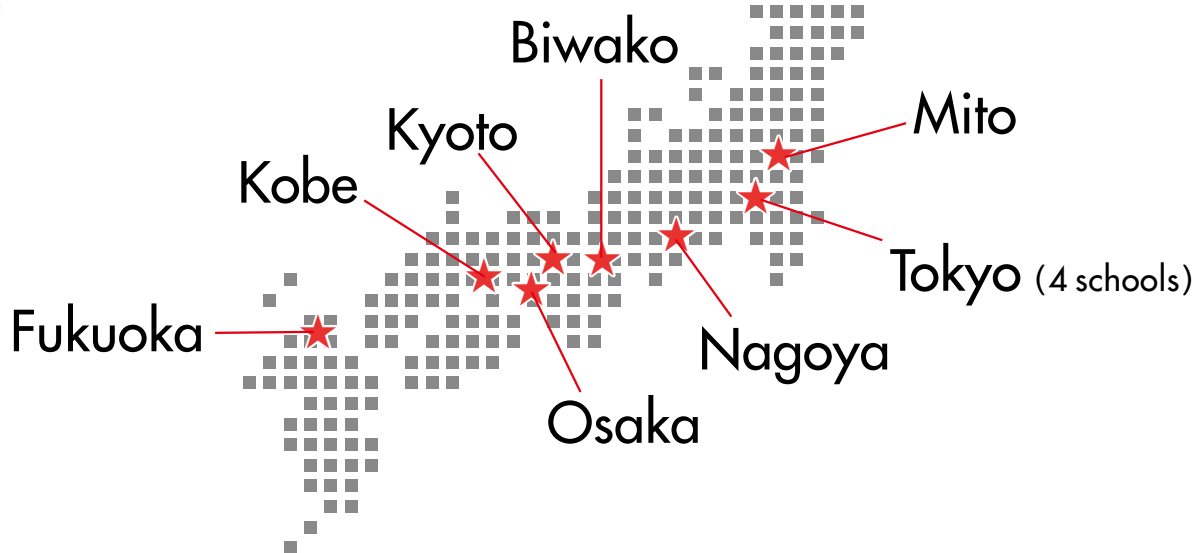 Biwako
Mito
Kyoto
Kobe
Tokyo (4 schools)
Fukuoka
Nagoya
Osaka